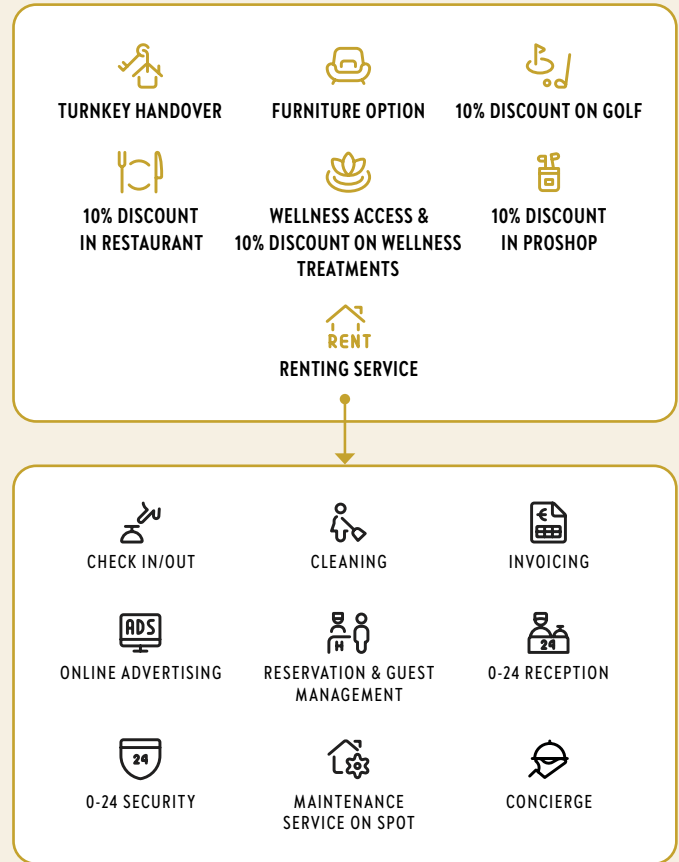 TURNKEY HANDOVER
FURNITURE OPTION
10% DISCOUNT ON GOLF
10% DISCOUNT
IN RESTAURANT
WELLNESS ACCESS &
10% DISCOUNT ON WELLNESS
TREATMENTS
10% DISCOUNT
IN PROSHOP
RENT
RENTING SERVICE
CHECK IN/OUT
CLEANING
€
INVOICING
ADS
ONLINE ADVERTISING
H
RESERVATION & GUEST
MANAGEMENT
24
0-24 RECEPTION
24
0-24 SECURITY
MAINTENANCE
SERVICE ON SPOT
CONCIERGE